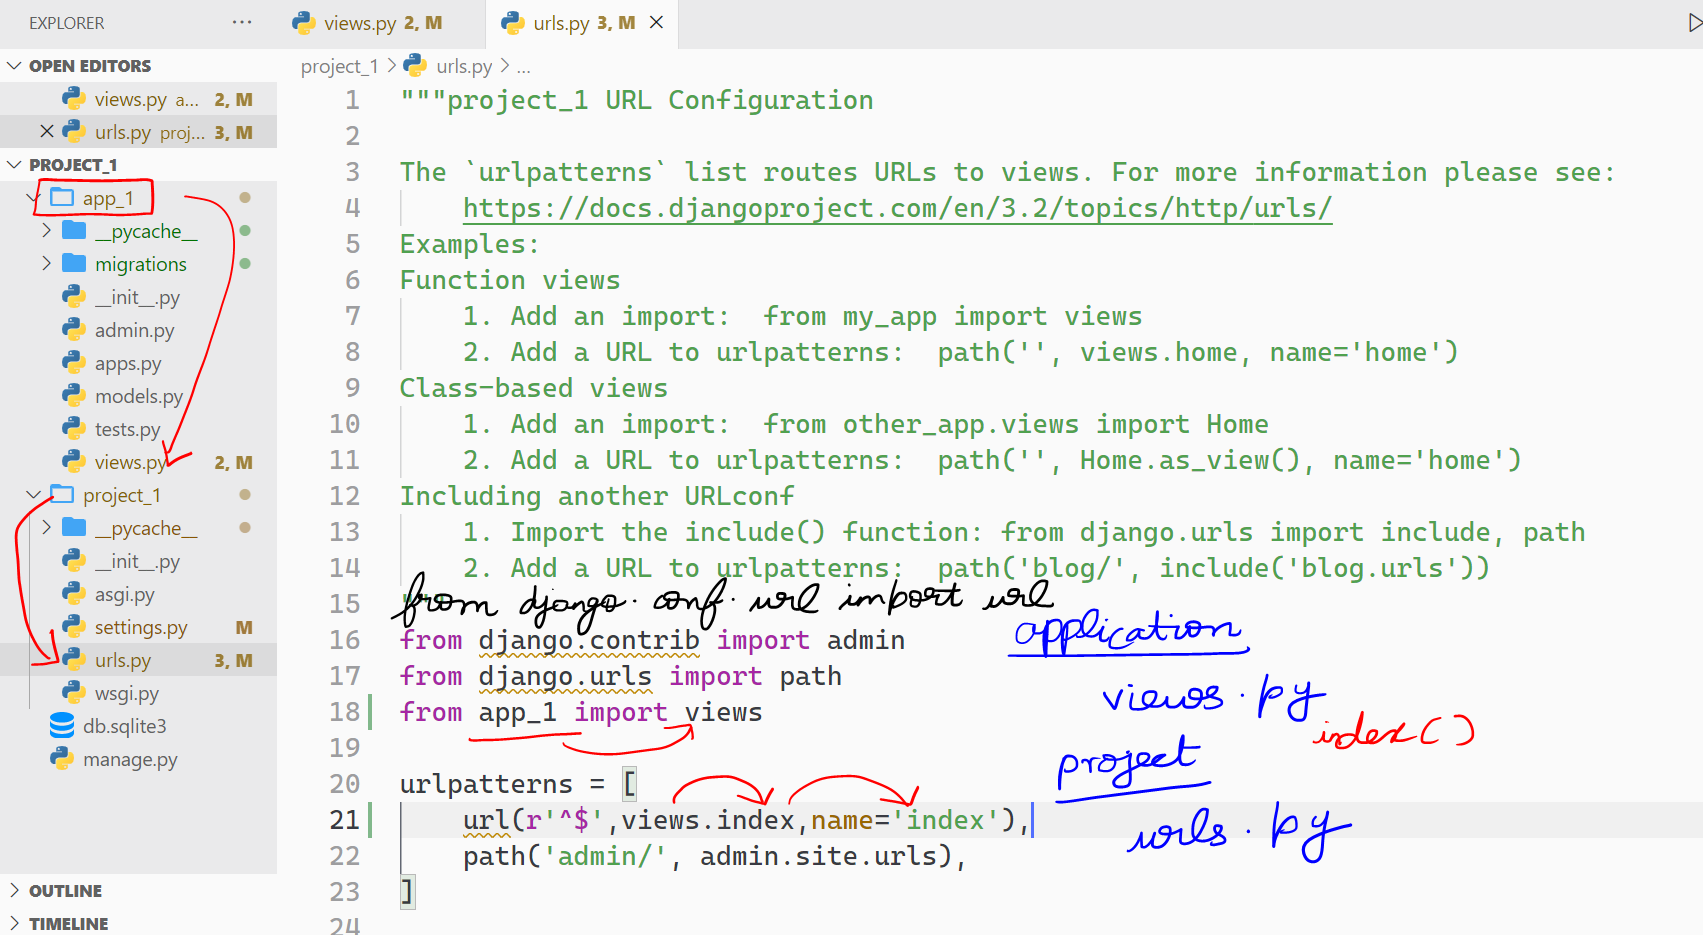 EXPLORER
···
views.py 2, M
urls.py 3, M
OPEN EDITORS
views.py a... 2, M
urls.py proj... 3, M
PROJECT_1
app_1
__pycache__
migrations
__init__.py
admin.py
apps.py
models.py
tests.py
views.py 2, M
project_1
__pycache__
__init__.py
asgi.py
settings.py M
urls.py 3, M
wsgi.py
db.sqlite3
manage.py
OUTLINE
TIMELINE
project_1 > urls.py > ...
1 """project_1 URL Configuration
2
3 The `urlpatterns` list routes URLs to views. For more information please see:
4 https://docs.djangoproject.com/en/3.2/topics/http/urls/
5 Examples:
6 Function views
7 1. Add an import:  from my_app import views
8 2. Add a URL to urlpatterns:  path('', views.home, name='home')
9 Class-based views
10 1. Add an import:  from other_app.views import Home
11 2. Add a URL to urlpatterns:  path('', Home.as_view(), name='home')
12 Including another URLconf
13 1. Import the include() function: from django.urls import include, path
14 2. Add a URL to urlpatterns:  path('blog/', include('blog.urls'))
15 """
from django.conf.url import url
16 from django.contrib import admin
17 from django.urls import path
18 from app_1 import views
19
20 urlpatterns = [
21 url(r'^$',views.index,name='index'),
22 path('admin/', admin.site.urls),
23 ]
24
application
views.py
index()
project
urls.py